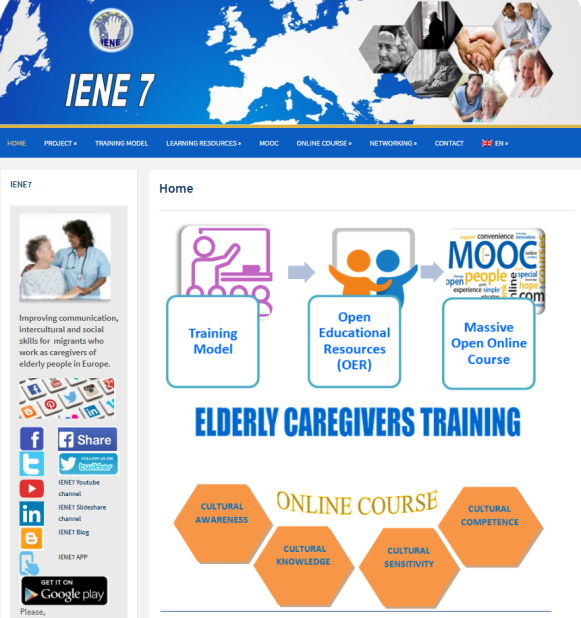 IENE
IENE 7
HOME
PROJECT »
TRAINING MODEL
LEARNING RESOURCES »
MOOC
ONLINE COURSE »
NETWORKING »
CONTACT
EN »
IENE7
Improving communication,
intercultural and social
skills for migrants who
work as caregivers of
elderly people in Europe.
f
f Share
FOLLOW US ON
twitter
IENE7 Youtube
channel
in
IENE7 Slideshare
channel
IENE7 Blog
IENE7 APP
GET IT ON
Google play
Please,
Home
Training
Model
Open
Educational
Resources
(OER)
convenience
MOOC
open people special
experience simple
online
courses
hope
com
Massive
Open Online
Course
ELDERLY CAREGIVERS TRAINING
ONLINE COURSE
CULTURAL
AWARENESS
CULTURAL
KNOWLEDGE
CULTURAL
SENSITIVITY
CULTURAL
COMPETENCE